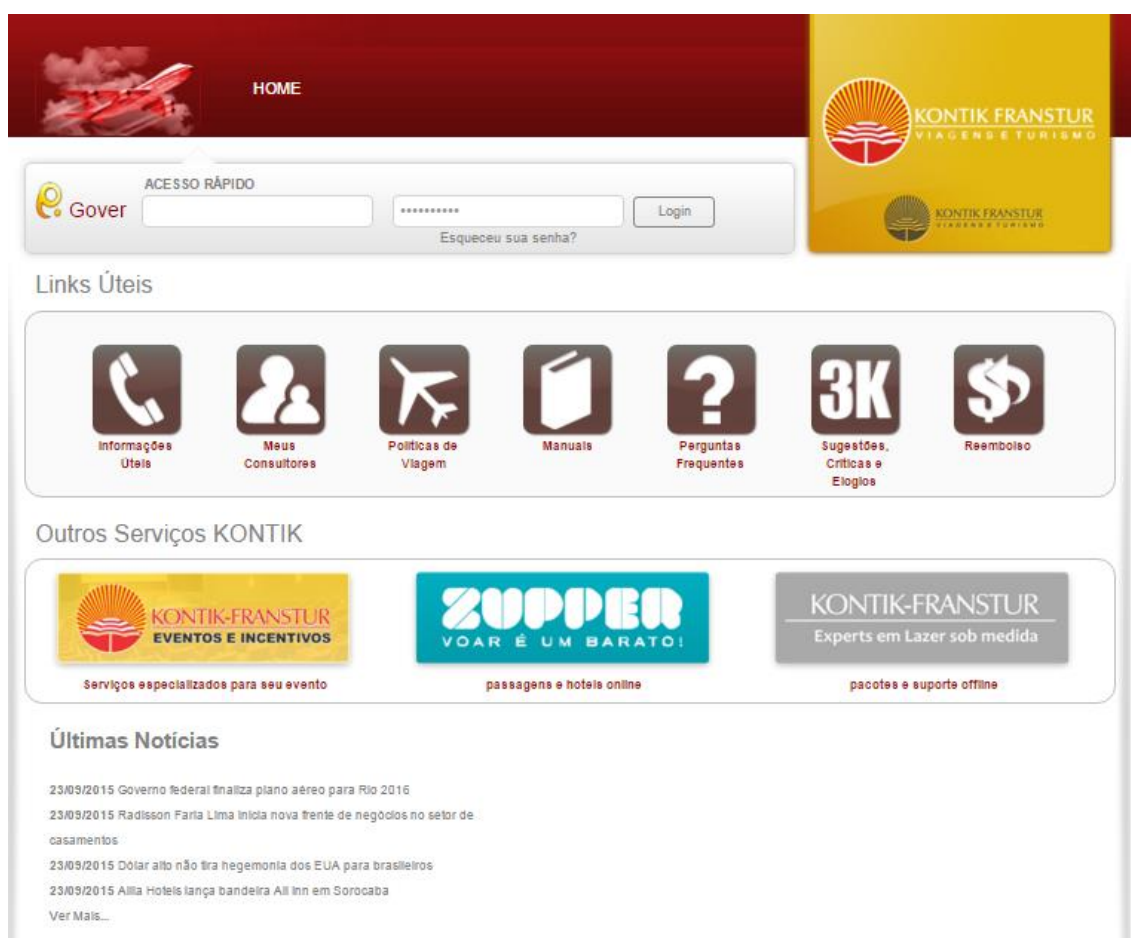 HOME
KONTIK FRANSTUR
VIAGENS E TURISMO
ACESSO RÁPIDO
Gover
••••••••••
Login
KONTIK FRANSTUR
VIAGENS E TURISMO
Esqueceu sua senha?
Links Úteis
3K
Informações
Úteis
Meus
Consultores
Políticas de
Viagem
Manuais
Perguntas
Frequentes
Sugestões,
Críticas e
Elogios
Reembolso
Outros Serviços KONTIK
KONTIK-FRANSTUR
EVENTOS E INCENTIVOS
ZUPPER
VOAR É UM BARATO!
KONTIK-FRANSTUR
Experts em Lazer sob medida
Serviços especializados para seu evento
passagens e hoteis online
pacotes e suporte offline
Últimas Notícias
23/09/2015 Governo federal finaliza plano aéreo para Rio 2016
23/09/2015 Radisson Faria Lima inicia nova frente de negócios no setor de
casamentos
23/09/2015 Dólar alto não tira hegemonia dos EUA para brasileiros
23/09/2015 Allia Hotels lança bandeira All Inn em Sorocaba
Ver Mais...